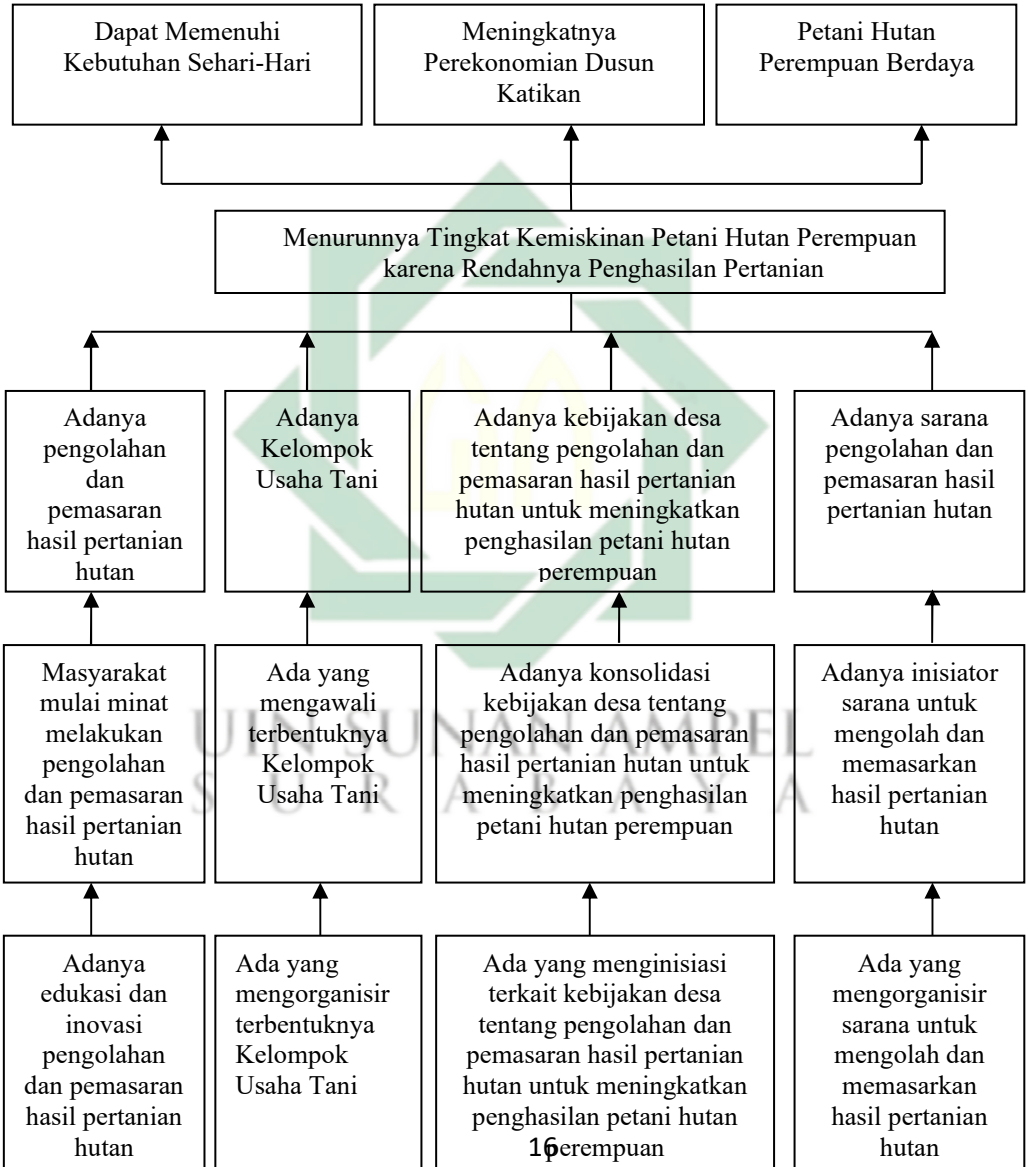 Dapat Memenuhi
Kebutuhan Sehari-Hari
Meningkatnya
Perekonomian Dusun
Katikan
Petani Hutan
Perempuan Berdaya
Menurunnya Tingkat Kemiskinan Petani Hutan Perempuan
karena Rendahnya Penghasilan Pertanian
Adanya
pengolahan
dan
pemasaran
hasil pertanian
hutan
Adanya
Kelompok
Usaha Tani
Adanya kebijakan desa
tentang pengolahan dan
pemasaran hasil pertanian
hutan untuk meningkatkan
penghasilan petani hutan
perempuan
Adanya sarana
pengolahan dan
pemasaran hasil
pertanian hutan
Masyarakat
mulai minat
melakukan
pengolahan
dan pemasaran
hasil pertanian
hutan
Ada yang
mengawali
terbentuknya
Kelompok
Usaha Tani
Adanya konsolidasi
kebijakan desa tentang
pengolahan dan pemasaran
hasil pertanian hutan untuk
meningkatkan penghasilan
petani hutan perempuan
Adanya inisiator
sarana untuk
mengolah dan
memasarkan
hasil pertanian
hutan
UIN SUNAN AMPEL
SURABAYA
Adanya
edukasi dan
inovasi
pengolahan
dan pemasaran
hasil pertanian
hutan
Ada yang
mengorganisir
terbentuknya
Kelompok
Usaha Tani
Ada yang menginisiasi
terkait kebijakan desa
tentang pengolahan dan
pemasaran hasil pertanian
hutan untuk meningkatkan
penghasilan petani hutan
perempuan
Ada yang
mengorganisir
sarana untuk
mengolah dan
memasarkan
hasil pertanian
hutan
16